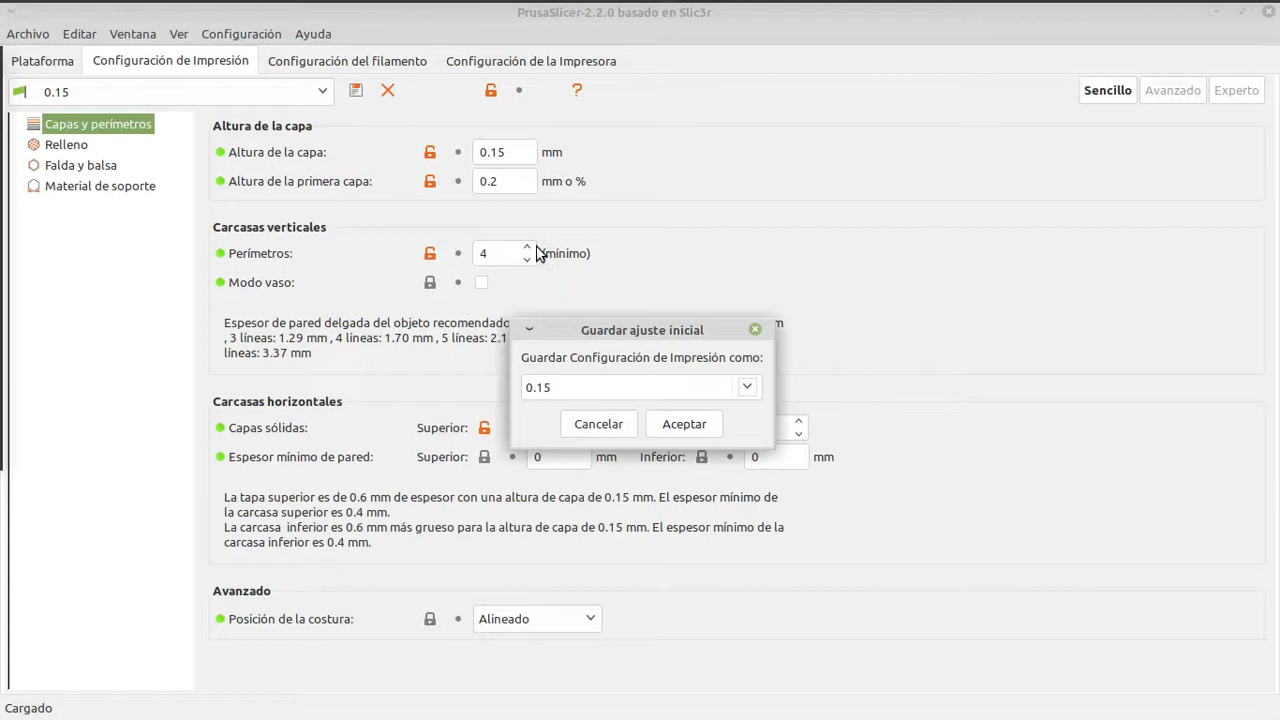 PrusaSlicer-2.2.0 basado en Slic3r
Archivo Editar Ventana Ver Configuración Ayuda
Plataforma Configuración de Impresión Configuración del filamento Configuración de la Impresora
0.15 ? Sencillo Avanzado Experto
Capas y perímetros
Relleno
Falda y balsa
Material de soporte
Altura de la capa
Altura de la capa: 0.15 mm
Altura de la primera capa: 0.2 mm o %
Carcasas verticales
Perímetros: 4 (mínimo)
Modo vaso:
Espesor de pared delgada del objeto recomendado
, 3 líneas: 1.29 mm , 4 líneas: 1.70 mm , 5 líneas: 2.1
líneas: 3.37 mm
Guardar ajuste inicial
Guardar Configuración de Impresión como:
0.15
Cancelar Aceptar
Carcasas horizontales
Capas sólidas: Superior:
Espesor mínimo de pared: Superior: 0 mm Inferior: 0 mm
La tapa superior es de 0.6 mm de espesor con una altura de capa de 0.15 mm. El espesor mínimo de
la carcasa superior es 0.4 mm.
La carcasa inferior es 0.6 mm más grueso para la altura de capa de 0.15 mm. El espesor mínimo de la
carcasa inferior es 0.4 mm.
Avanzado
Posición de la costura: Alineado
Cargado